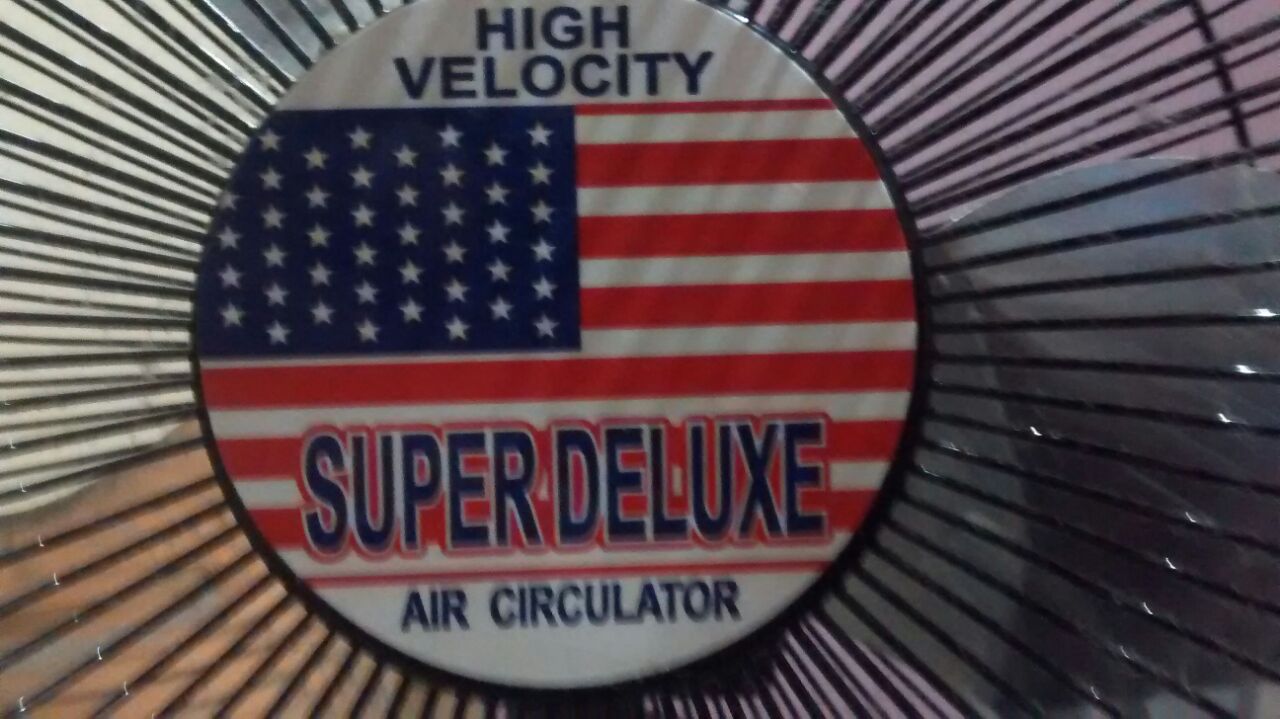 HIGH
VELOCITY
SUPER DELUXE
AIR CIRCULATOR